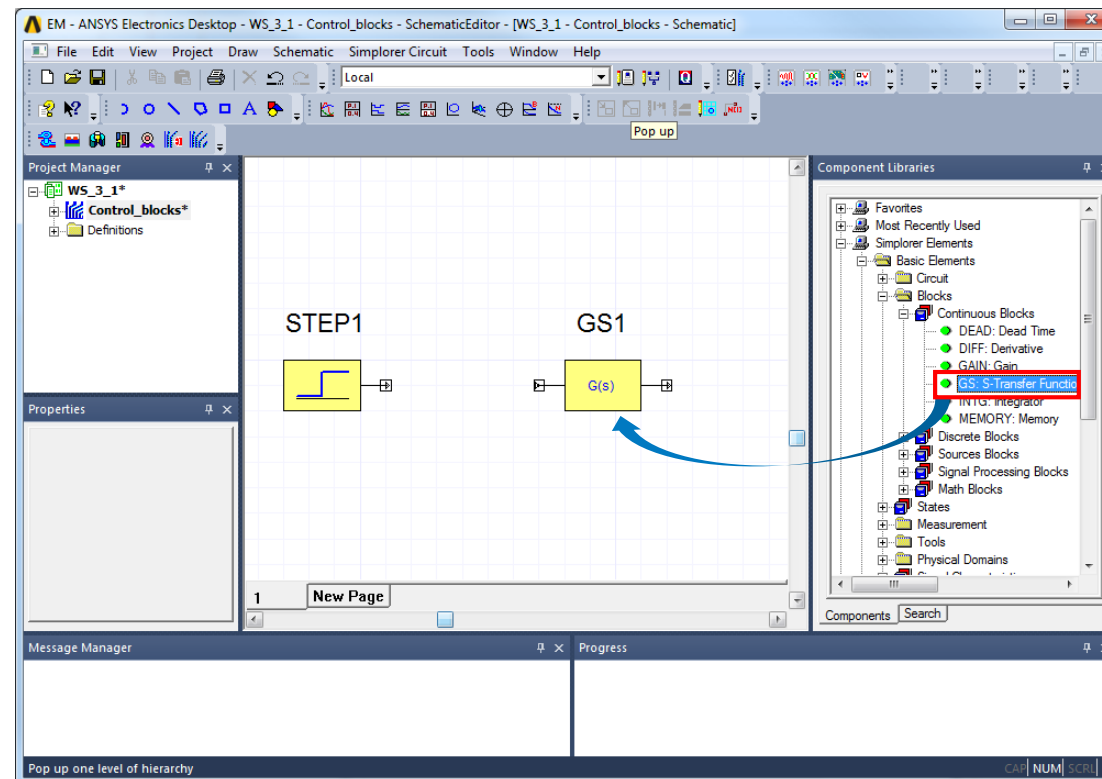 EM - ANSYS Electronics Desktop - WS_3_1 - Control_blocks - SchematicEditor - [WS_3_1 - Control_blocks - Schematic]
File Edit View Project Draw Schematic Simplorer Circuit Tools Window Help
Local
Pop up
Project Manager
WS_3_1*
Control_blocks*
Definitions
Properties
STEP1
GS1
G(s)
1 New Page
Component Libraries
Favorites
Most Recently Used
Simplorer Elements
Basic Elements
Circuit
Blocks
Continuous Blocks
DEAD: Dead Time
DIFF: Derivative
GAIN: Gain
GS: S-Transfer Functio
INTG: Integrator
MEMORY: Memory
Discrete Blocks
Sources Blocks
Signal Processing Blocks
Math Blocks
States
Measurement
Tools
Physical Domains
Components Search
Message Manager
Progress
Pop up one level of hierarchy
CAP NUM SCRL